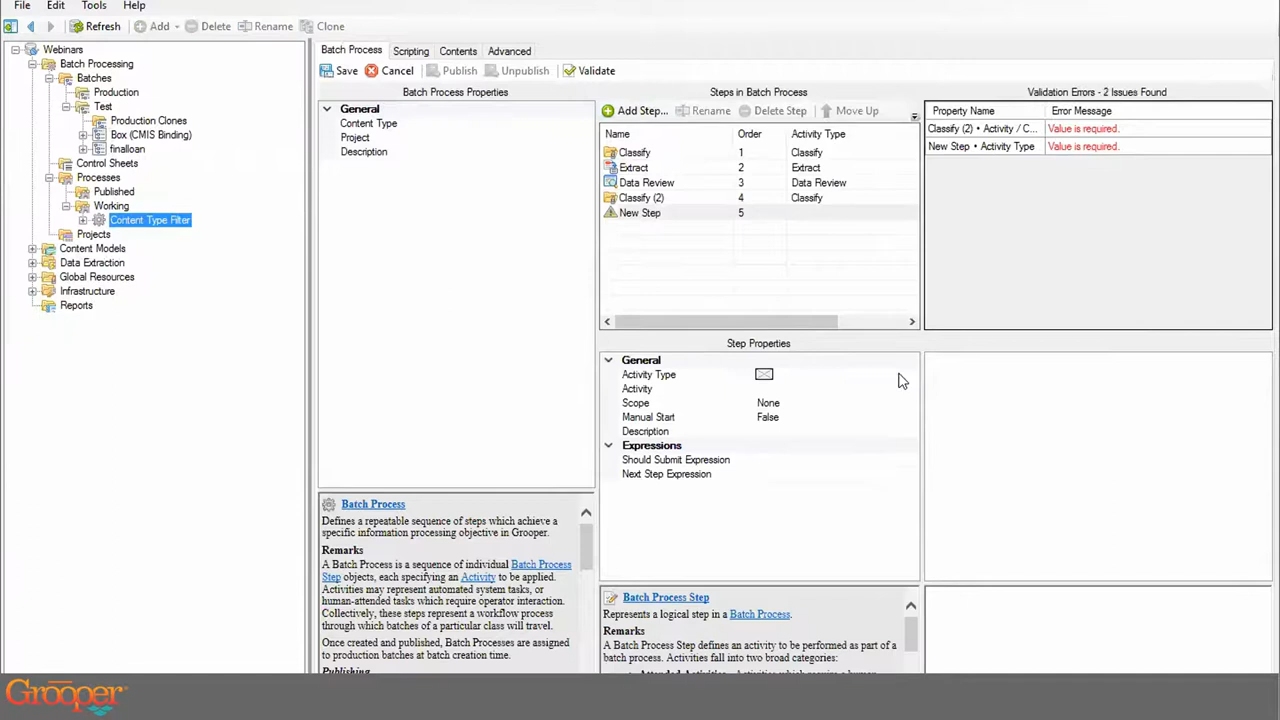 File Edit Tools Help
Refresh Add Delete Rename Clone
Webinars
Batch Processing
Batches
Production
Test
Production Clones
Box (CMIS Binding)
finalloan
Control Sheets
Processes
Published
Working
Content Type Filter
Projects
Content Models
Data Extraction
Global Resources
Infrastructure
Reports
Batch Process Scripting Contents Advanced
Save Cancel Publish Unpublish Validate
Batch Process Properties
General
Content Type
Project
Description
Batch Process
Defines a repeatable sequence of steps which achieve a
specific information processing objective in Grooper.
Remarks
A Batch Process is a sequence of individual Batch Process
Step objects, each specifying an Activity to be applied.
Activities may represent automated system tasks, or
human-attended tasks which require operator interaction.
Collectively, these steps represent a workflow process
through which batches of a particular class will travel.
Once created and published, Batch Processes are assigned
to production batches at batch creation time.
Publishing
Steps in Batch Process
Add Step... Rename Delete Step Move Up
Name Order Activity Type
Classify 1 Classify
Extract 2 Extract
Data Review 3 Data Review
Classify (2) 4 Classify
New Step 5
Step Properties
General
Activity Type
Activity
Scope None
Manual Start False
Description
Expressions
Should Submit Expression
Next Step Expression
Batch Process Step
Represents a logical step in a Batch Process.
Remarks
A Batch Process Step defines an activity to be performed as part of a
batch process. Activities fall into two broad categories:
Validation Errors - 2 Issues Found
Property Name Error Message
Classify (2) • Activity / C... Value is required.
New Step • Activity Type Value is required.
Grooper